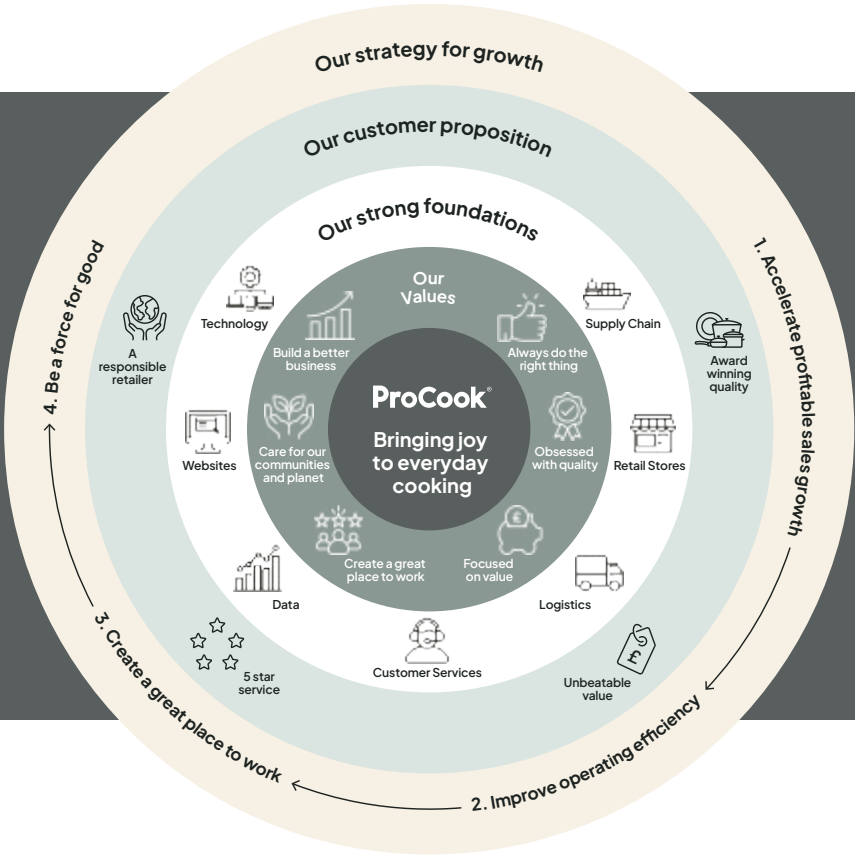 Our strategy for growth
1. Accelerate profitable sales growth
2. Improve operating efficiency
3. Create a great place to work
4. Be a force for good
Our customer proposition
Award
winning
quality
Unbeatable
value
£
5 star
service
A
responsible
retailer
Our strong foundations
Supply Chain
Retail Stores
Logistics
Customer Services
Data
Websites
Technology
Our
Values
Always do the
right thing
Obsessed
with quality
£
Focused
on value
Create a great
place to work
Care for our
communities
and planet
Build a better
business
ProCook®
Bringing joy
to everyday
cooking